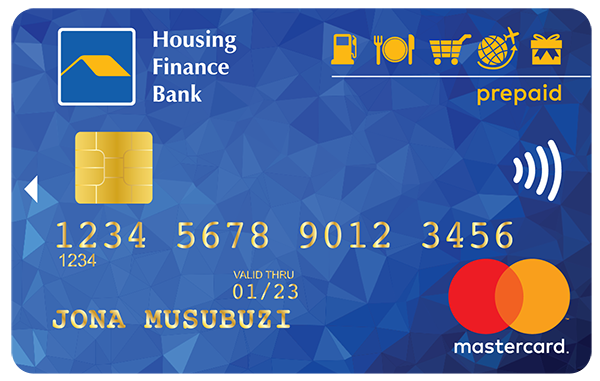 Housing
Finance
Bank
prepaid
1234 5678 9012 3456
1234
VALID THRU
01/23
JONA MUSUBUZI
mastercard.